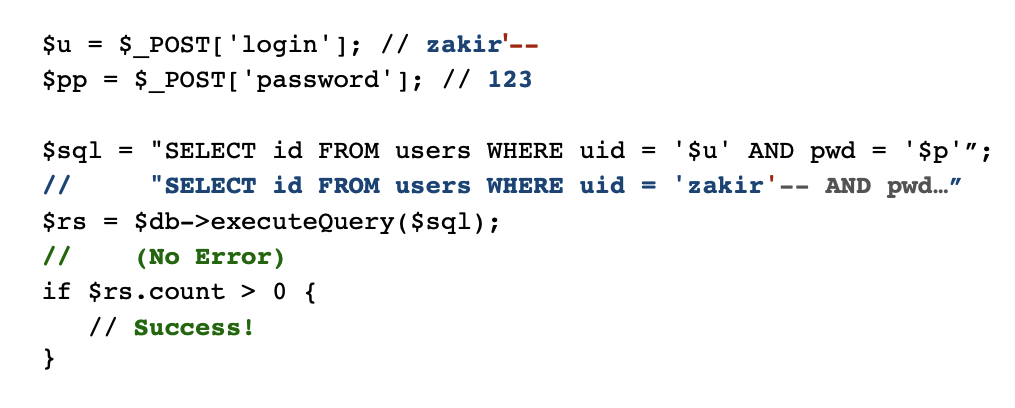 $u = $_POST['login']; // zakir'--
$pp = $_POST['password']; // 123
$sql = "SELECT id FROM users WHERE uid = '$u' AND pwd = '$p'”;
// "SELECT id FROM users WHERE uid = 'zakir'-- AND pwd…”
$rs = $db->executeQuery($sql);
// (No Error)
if $rs.count > 0 {
// Success!
}